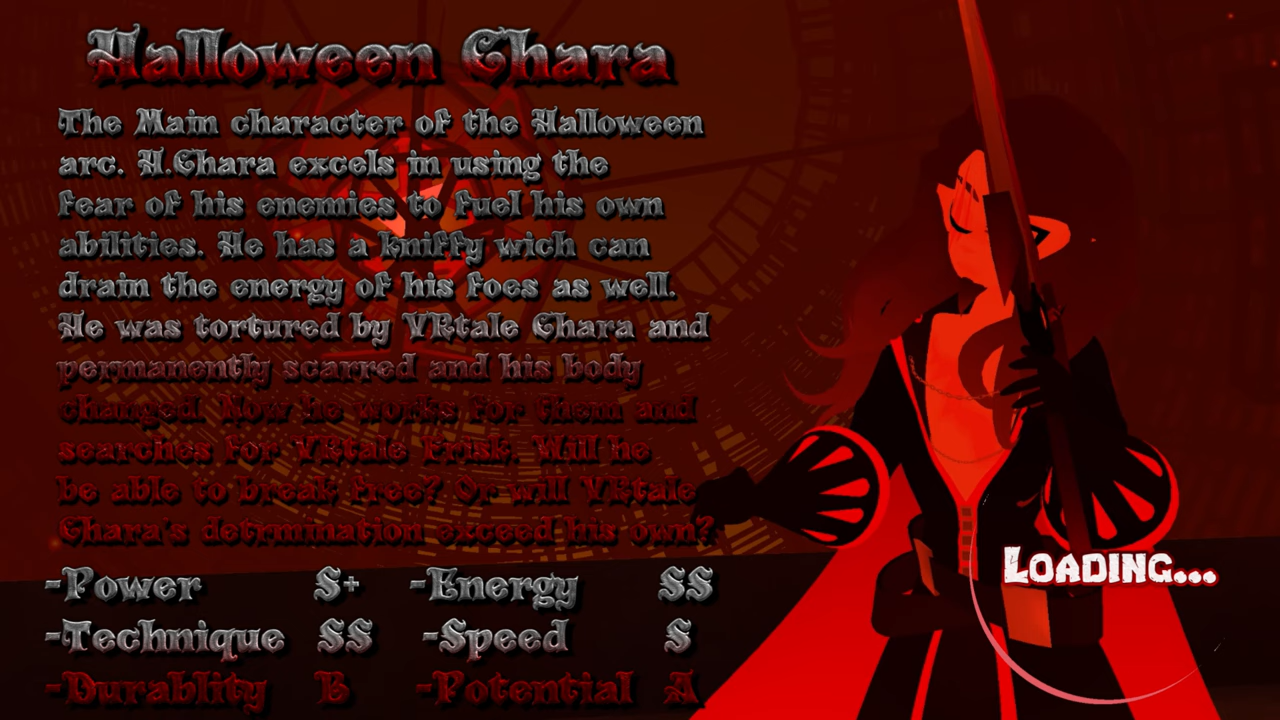 Halloween Chara
The Main character of the Halloween
arc. H.Chara excels in using the
fear of his enemies to fuel his own
abilities. He has a kniffy wich can
drain the energy of his foes as well.
He was tortured by VRtale Chara and
permanently scarred and his body
changed. Now he works for them and
searches for VRtale Frisk. Will he
be able to break free? Or will VRtale
Chara's detrmination exceed his own?
-Power S+ -Energy SS
-Technique SS -Speed S
-Durablity B -Potential A
Loading...